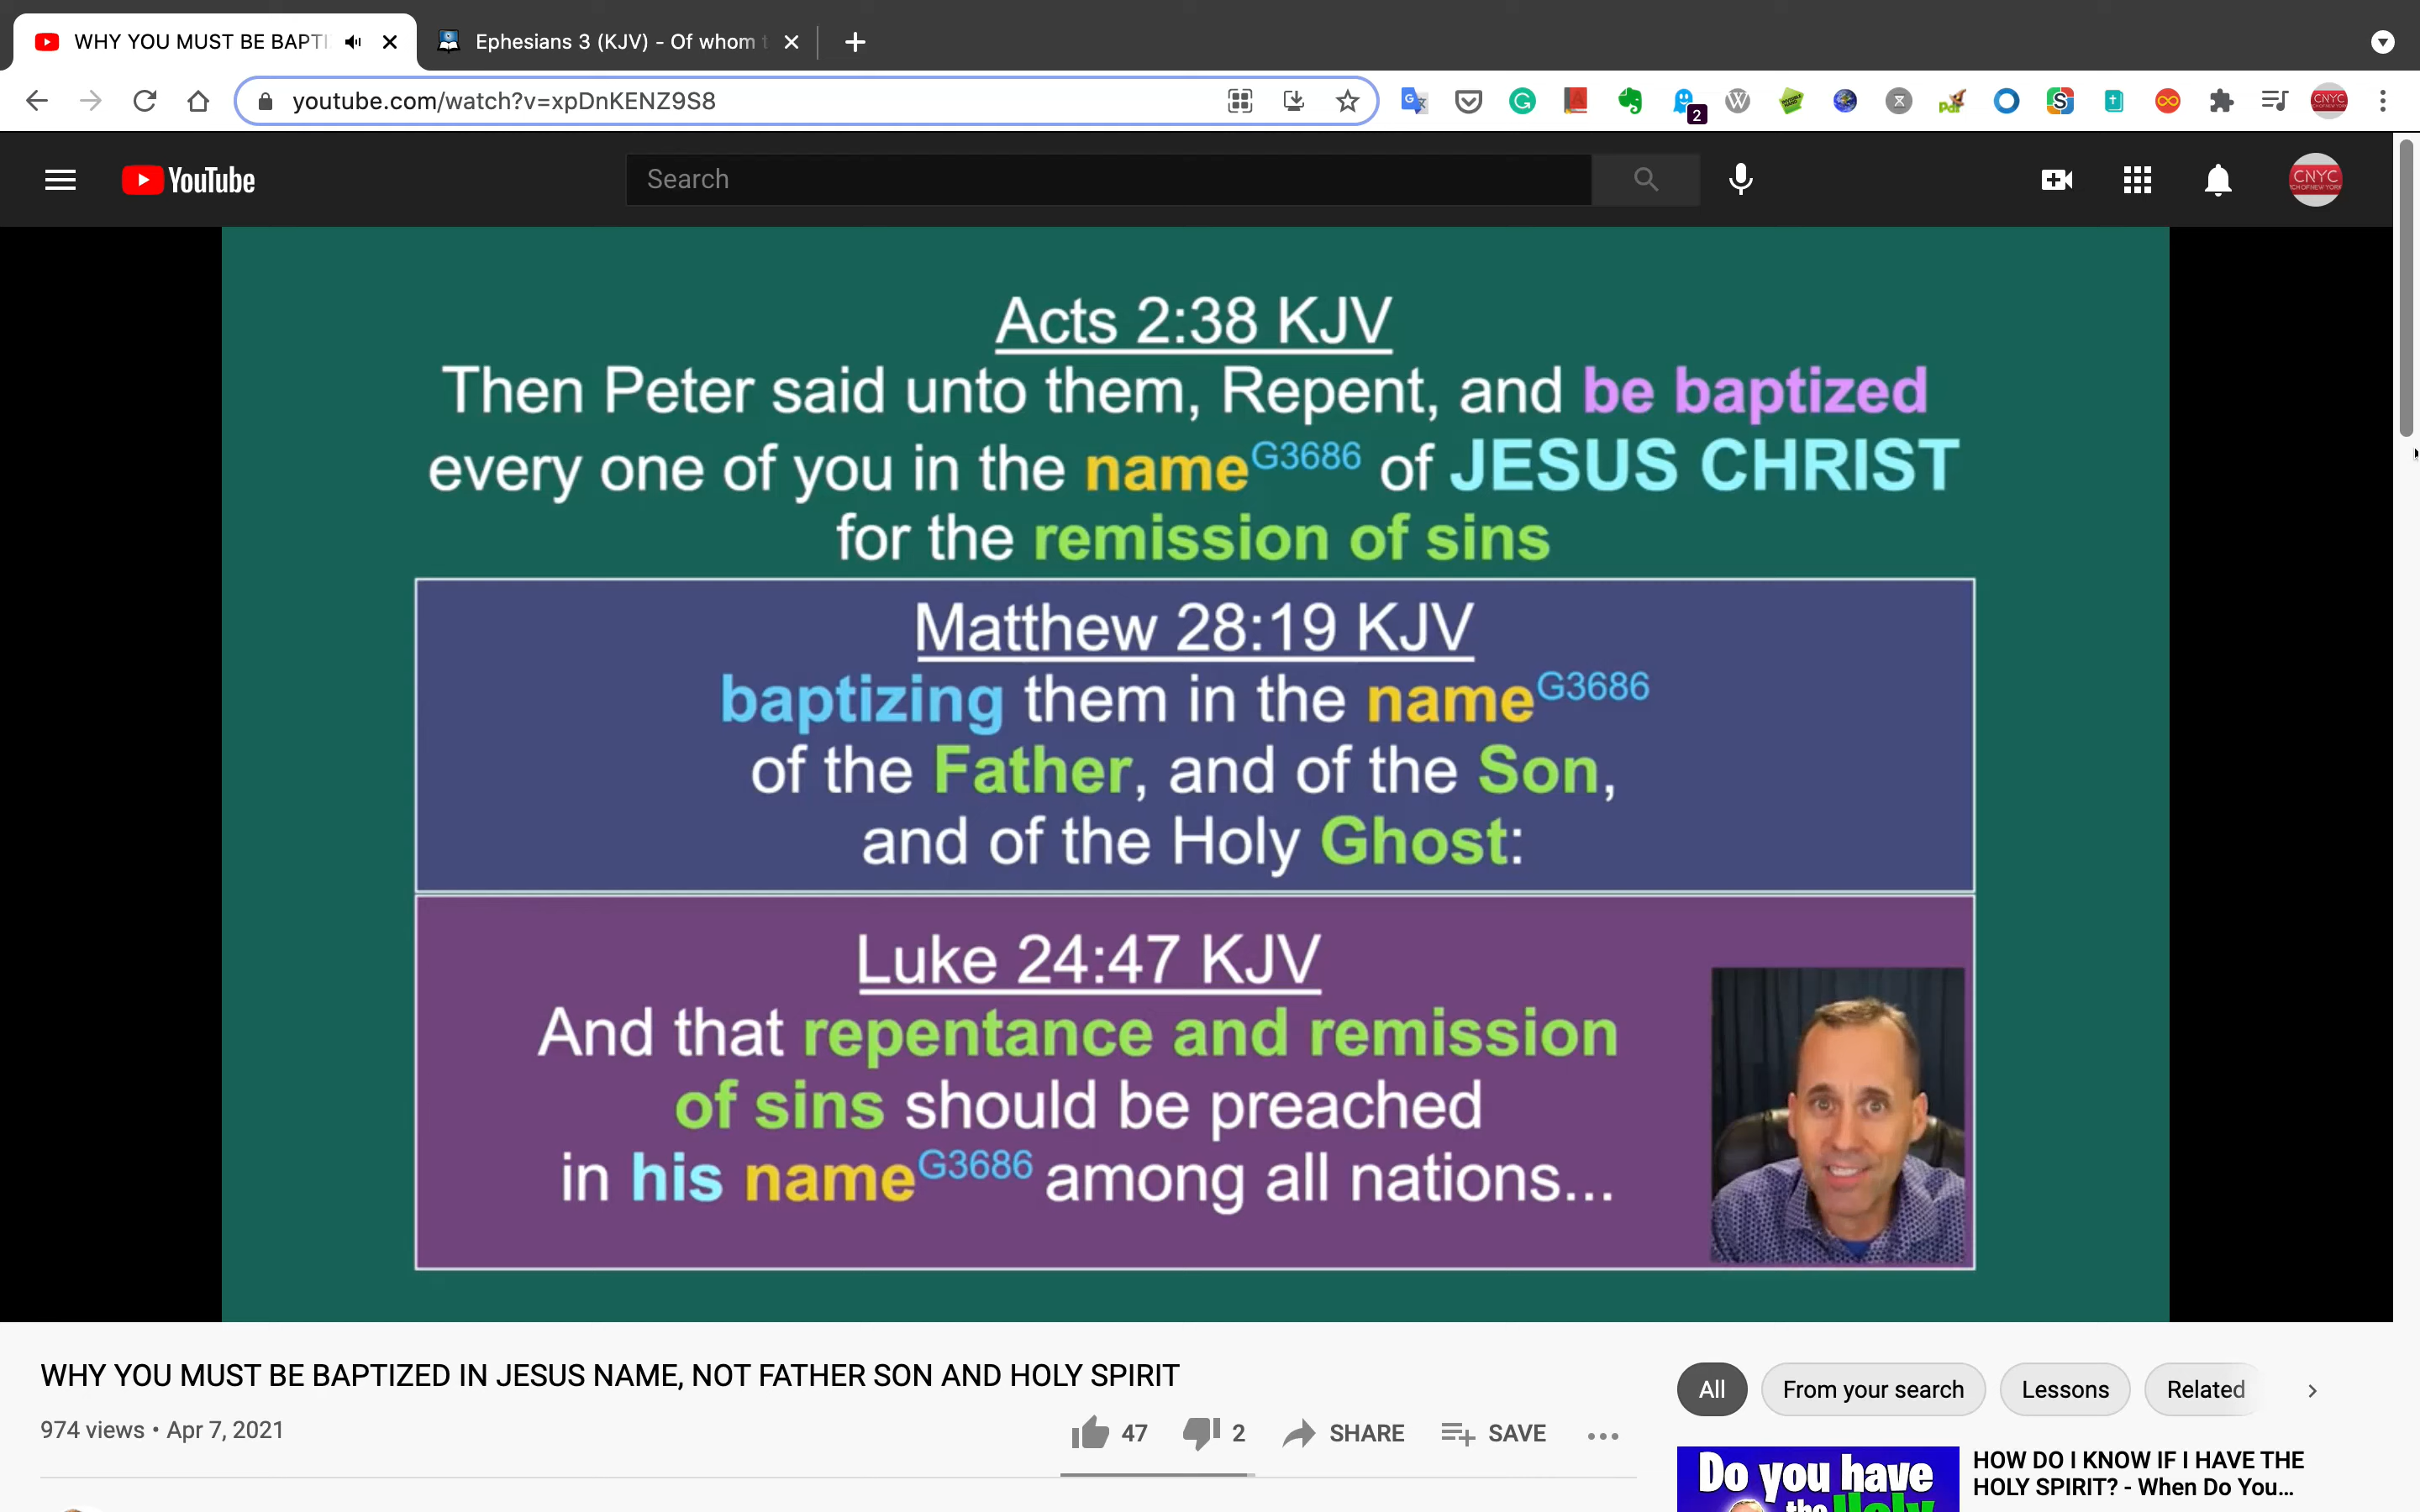 WHY YOU MUST BE BAPTI
Ephesians 3 (KJV) - Of whom t
youtube.com/watch?v=xpDnKENZ9S8
2
CNYC
YouTube
Search
CNYC
Acts 2:38 KJV
Then Peter said unto them, Repent, and be baptized
every one of you in the nameG3686 of JESUS CHRIST
for the remission of sins
Matthew 28:19 KJV
baptizing them in the nameG3686
of the Father, and of the Son,
and of the Holy Ghost:
Luke 24:47 KJV
And that repentance and remission
of sins should be preached
in his nameG3686 among all nations...
WHY YOU MUST BE BAPTIZED IN JESUS NAME, NOT FATHER SON AND HOLY SPIRIT
974 views • Apr 7, 2021
47 2 SHARE SAVE
All From your search Lessons Related
Do you have
the Holy
HOW DO I KNOW IF I HAVE THE
HOLY SPIRIT? - When Do You...